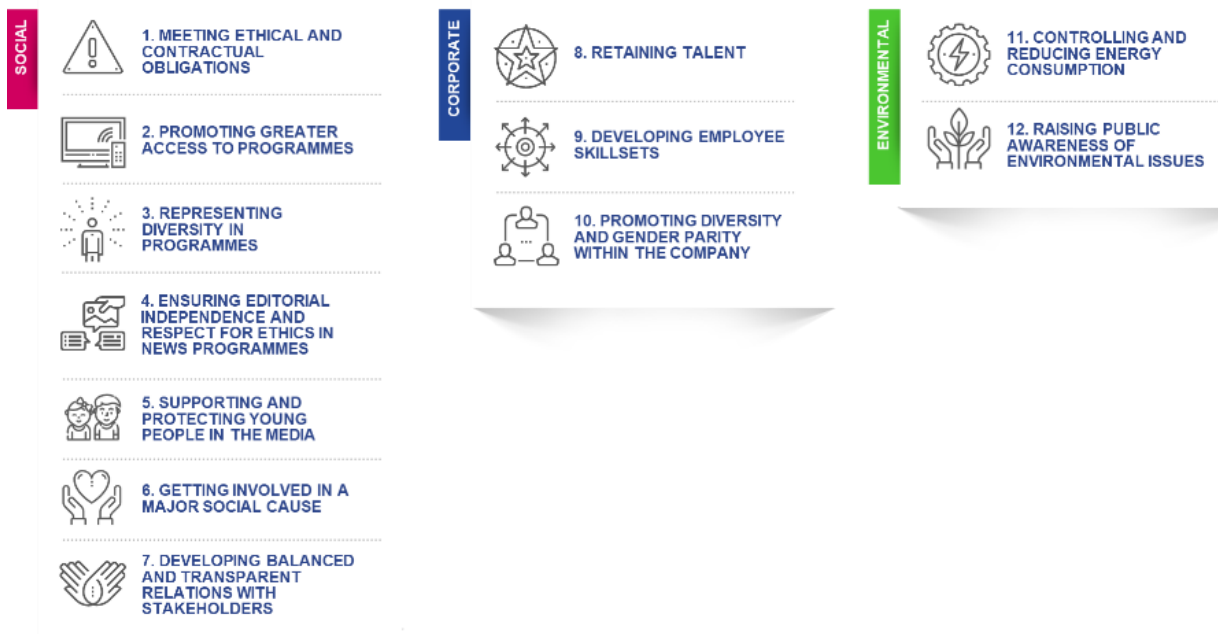 SOCIAL
1. MEETING ETHICAL AND
CONTRACTUAL
OBLIGATIONS
2. PROMOTING GREATER
ACCESS TO PROGRAMMES
3. REPRESENTING
DIVERSITY IN
PROGRAMMES
4. ENSURING EDITORIAL
INDEPENDENCE AND
RESPECT FOR ETHICS IN
NEWS PROGRAMMES
5. SUPPORTING AND
PROTECTING YOUNG
PEOPLE IN THE MEDIA
6. GETTING INVOLVED IN A
MAJOR SOCIAL CAUSE
7. DEVELOPING BALANCED
AND TRANSPARENT
RELATIONS WITH
STAKEHOLDERS
CORPORATE
8. RETAINING TALENT
9. DEVELOPING EMPLOYEE
SKILLSETS
10. PROMOTING DIVERSITY
AND GENDER PARITY
WITHIN THE COMPANY
ENVIRONMENTAL
11. CONTROLLING AND
REDUCING ENERGY
CONSUMPTION
12. RAISING PUBLIC
AWARENESS OF
ENVIRONMENTAL ISSUES